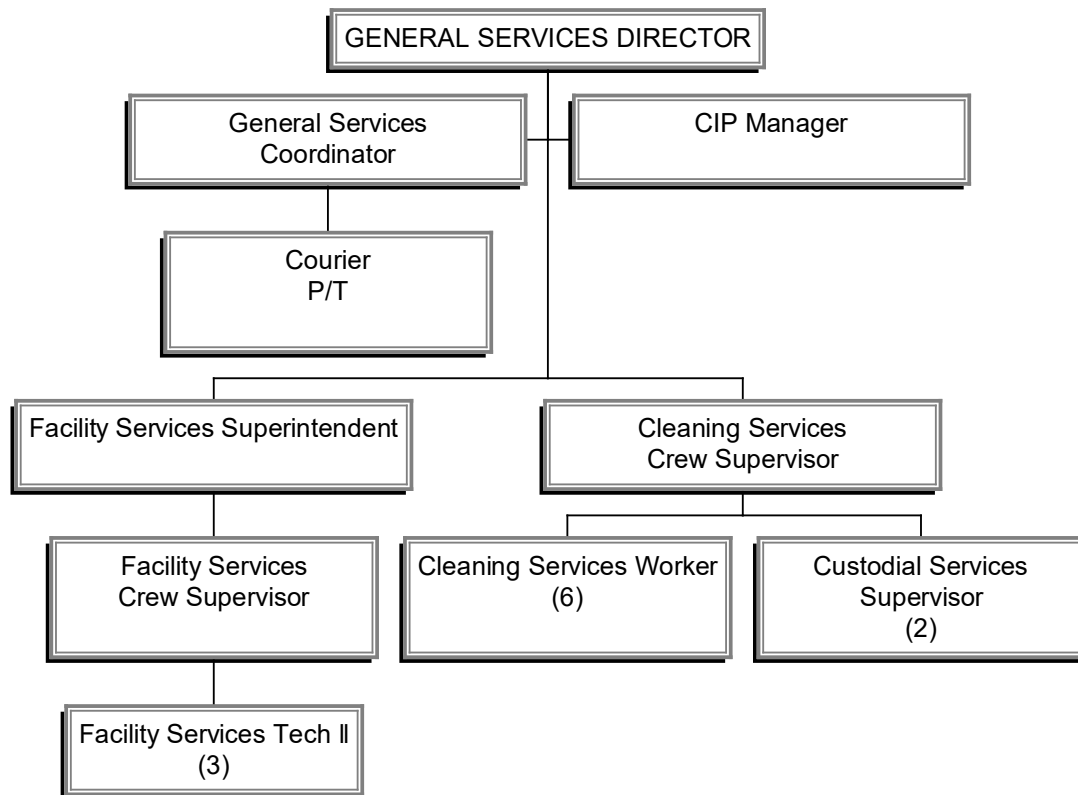 GENERAL SERVICES DIRECTOR
General Services
Coordinator
CIP Manager
Courier
P/T
Facility Services Superintendent
Cleaning Services
Crew Supervisor
Facility Services
Crew Supervisor
Cleaning Services Worker
(6)
Custodial Services
Supervisor
(2)
Facility Services Tech II
(3)